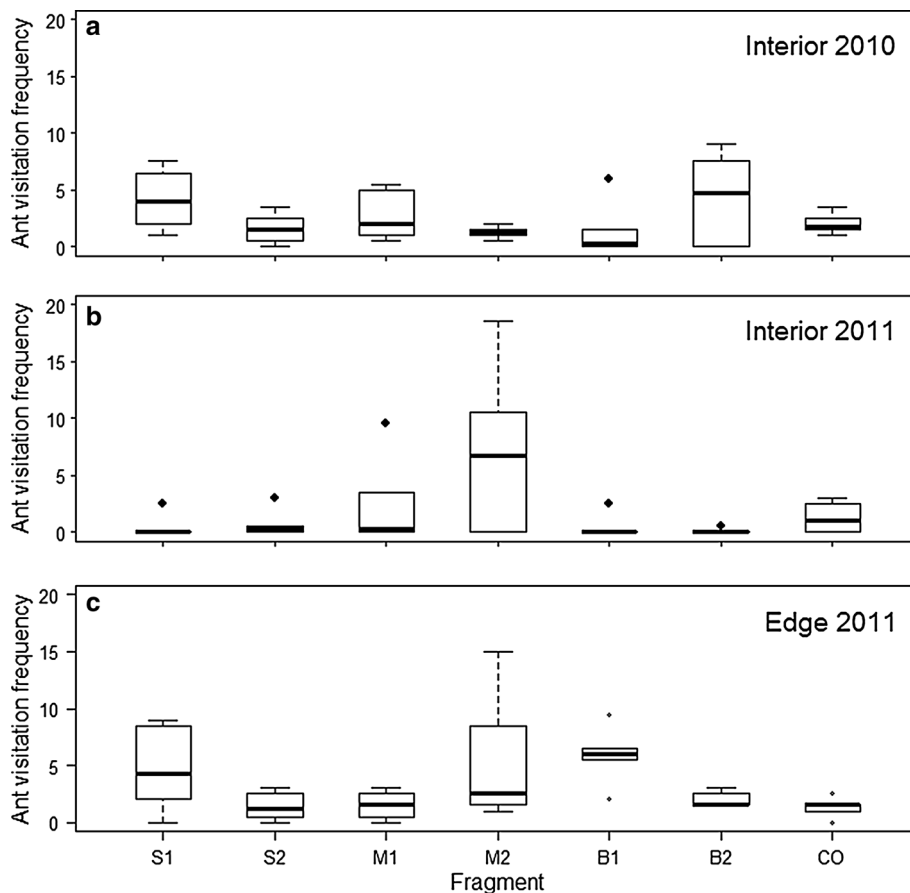 a
Interior 2010
Ant visitation frequency
20
15
10
5
0
b
Interior 2011
Ant visitation frequency
20
15
10
5
0
c
Edge 2011
Ant visitation frequency
20
15
10
5
0
S1 S2 M1 M2 B1 B2 CO
Fragment